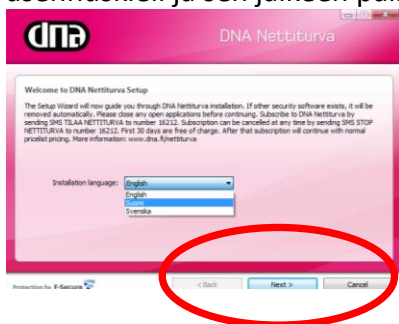 dna
DNA Nettiturva
Welcome to DNA Nettiturva Setup
The Setup Wizard will now guide you through DNA Nettiturva installation. If other security software exists, it will be
removed automatically. Please close any open applications before continuing. Subscribe to DNA Nettiturva by
sending SMS TILAA NETTITURVA to number 16212. Subscription can be cancelled at any time by sending SMS STOP
NETTITURVA to number 16212. First 30 days are free of charge. After that subscription will continue with normal
pricelist pricing. More information: www.dna.fi/nettiturva
Installation language: English
English
Suomi
Svenska
Protection by F-Secure
< Back Next > Cancel